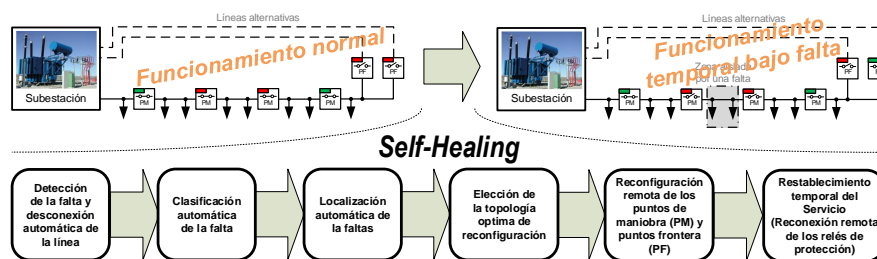 Líneas alternativas
Funcionamiento normal
Subestación
PM
PM
PM
PM
PF
PF
Líneas alternativas
Funcionamiento
temporal bajo falta
Zona aislada
por una falta
Subestación
PM
PM
PM
PM
PF
PF
Self-Healing
Detección
de la falta y
desconexión
automática de
la línea
Clasificación
automática
de la falta
Localización
automática
de la faltas
Elección de
la topología
optima de
reconfiguración
Reconfiguración
remota de los
puntos de
maniobra (PM) y
puntos frontera
(PF)
Restablecimiento
temporal del
Servicio
(Reconexión remota
de los relés de
protección)